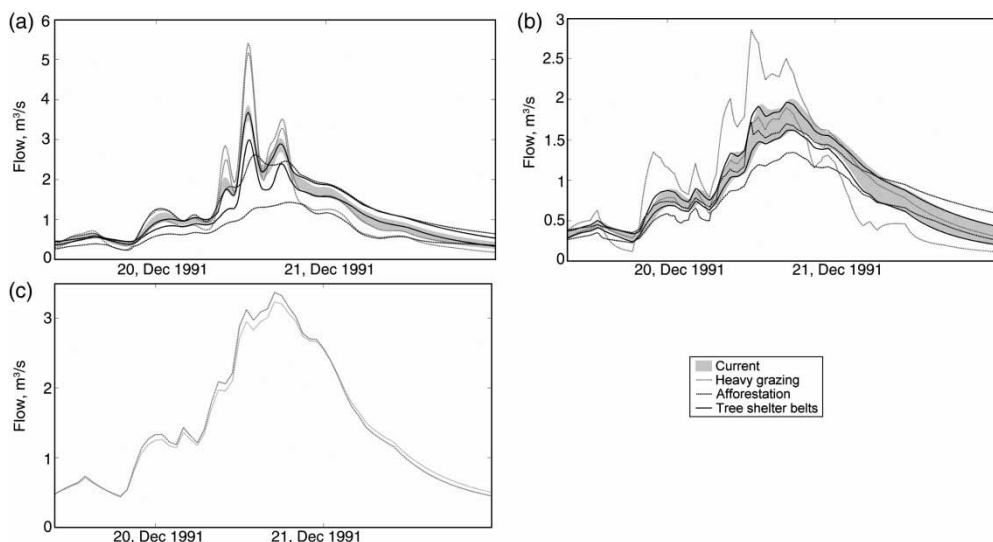 (a)
6
5
4
3
2
1
0
Flow, m³/s
20, Dec 1991
21, Dec 1991
(b)
3
2.5
2
1.5
1
0.5
0
Flow, m³/s
20, Dec 1991
21, Dec 1991
(c)
3
2
1
0
Flow, m³/s
20, Dec 1991
21, Dec 1991
Current
Heavy grazing
Afforestation
Tree shelter belts